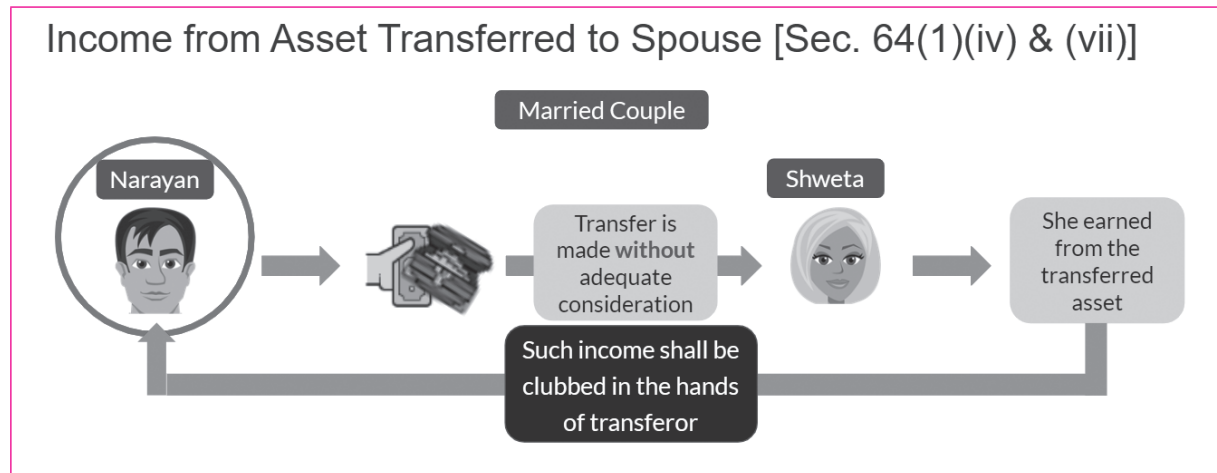 Income from Asset Transferred to Spouse [Sec. 64(1)(iv) & (vii)]
Married Couple
Narayan
Shweta
Transfer is
made without
adequate
consideration
She earned
from the
transferred
asset
Such income shall be
clubbed in the hands
of transferor